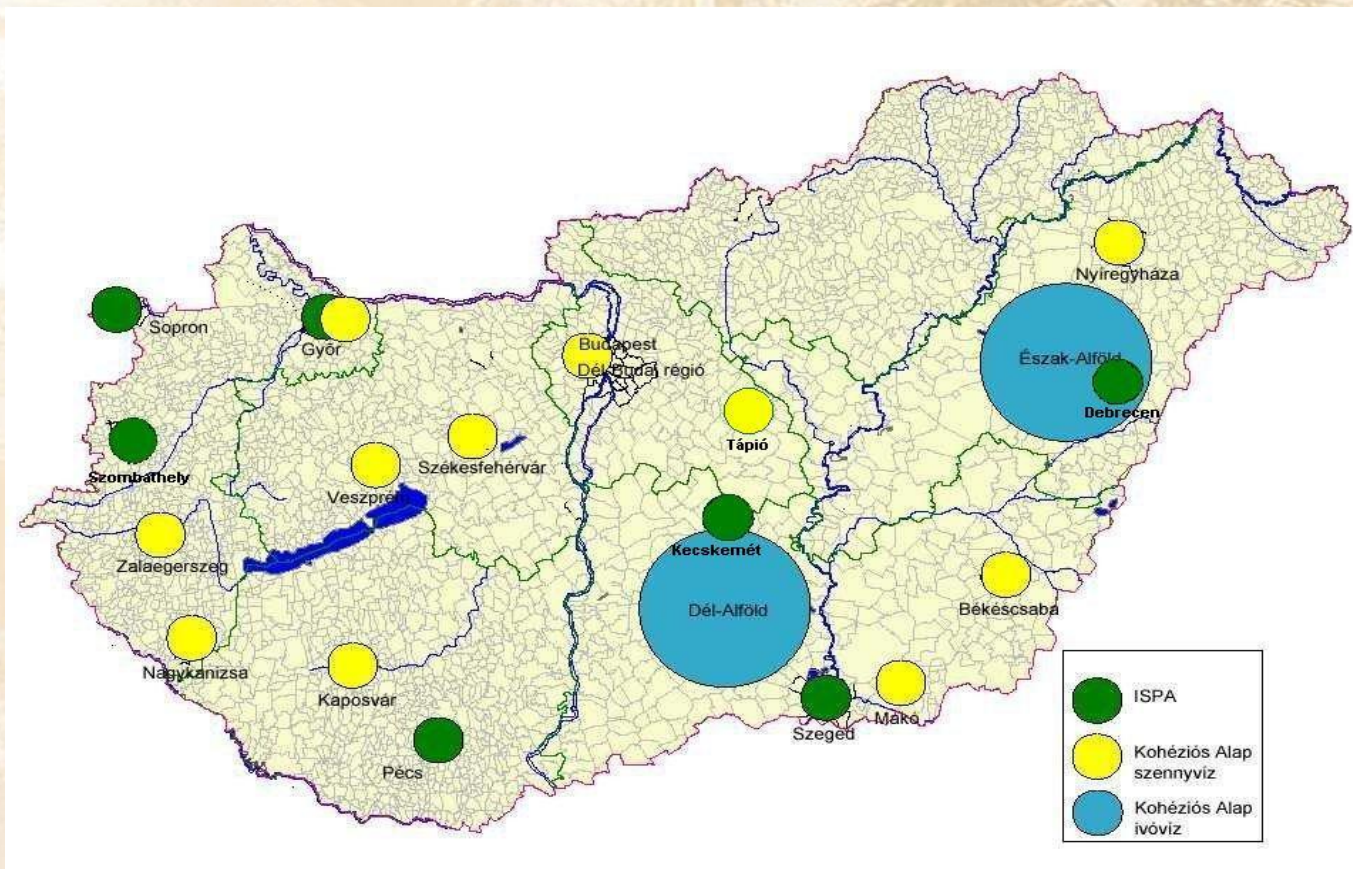 Nyíregyháza
Sopron
Győr
Budapest
Dél-Budai régió
Észak-Alföld
Debrecen
Tápió
Szombathely
Székesfehérvár
Veszprém
Kecskemét
Zalaegerszeg
Békéscsaba
Dél-Alföld
Nagykanizsa
Kaposvár
Makó
Szeged
Pécs
ISPA
Kohéziós Alap
szennyvíz
Kohéziós Alap
ivóvíz